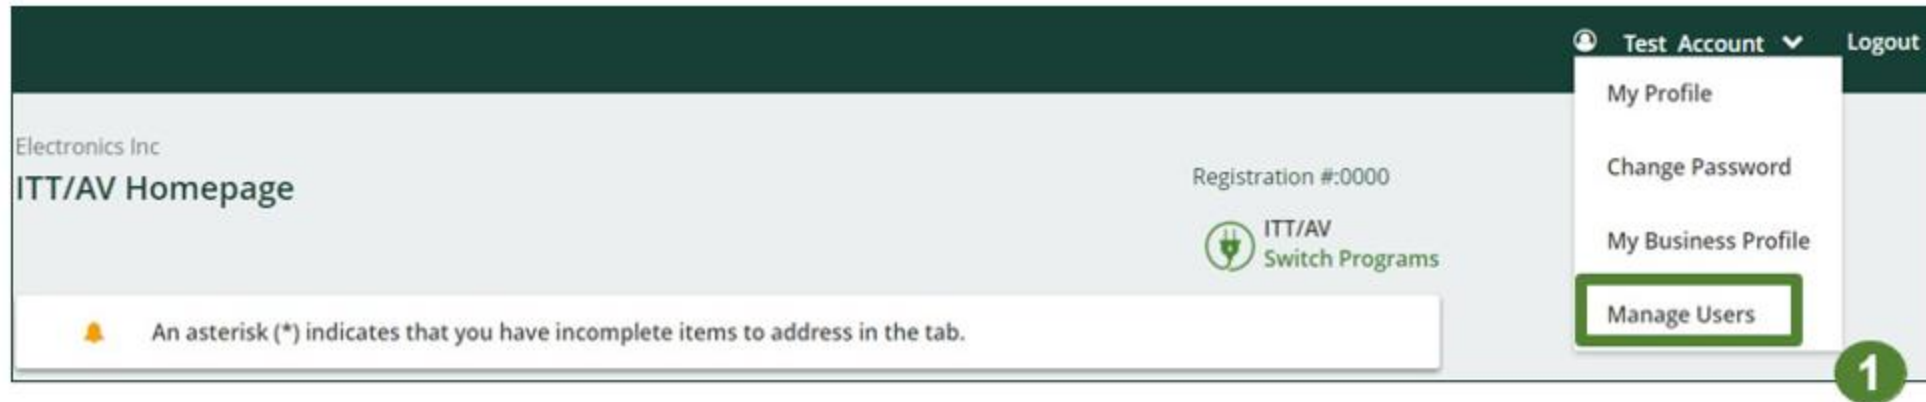 Test Account
Logout
My Profile
Change Password
My Business Profile
Manage Users
1
Electronics Inc
ITT/AV Homepage
Registration #:0000
ITT/AV
Switch Programs
An asterisk (*) indicates that you have incomplete items to address in the tab.